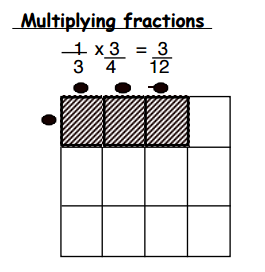 Multiplying fractions
1/3 x 3/4 = 3/12